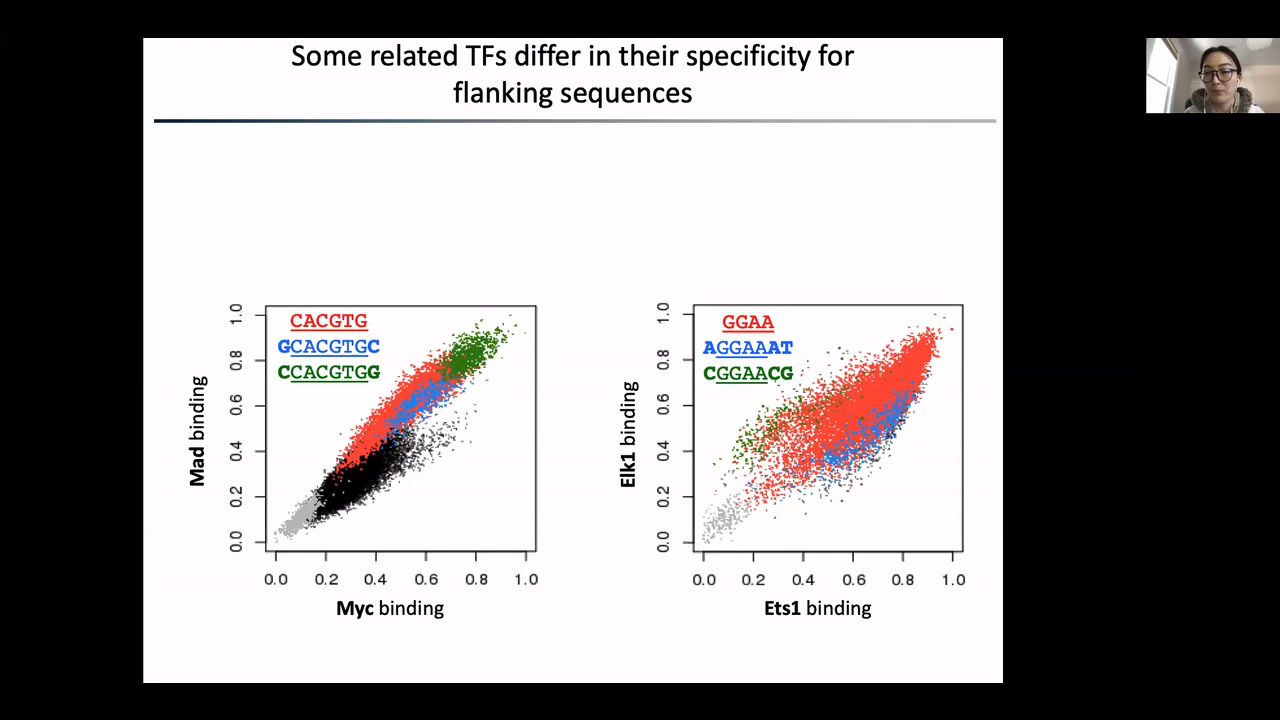 Some related TFs differ in their specificity for
flanking sequences
CACGTG
GCACGTGC
CCACGTGG
1.0
0.8
0.6
0.4
0.2
0.0
Mad binding
0.0 0.2 0.4 0.6 0.8 1.0
Myc binding
GGAA
AGGAAAT
CGGAACG
1.0
0.8
0.6
0.4
0.2
0.0
Elk1 binding
0.0 0.2 0.4 0.6 0.8 1.0
Ets1 binding